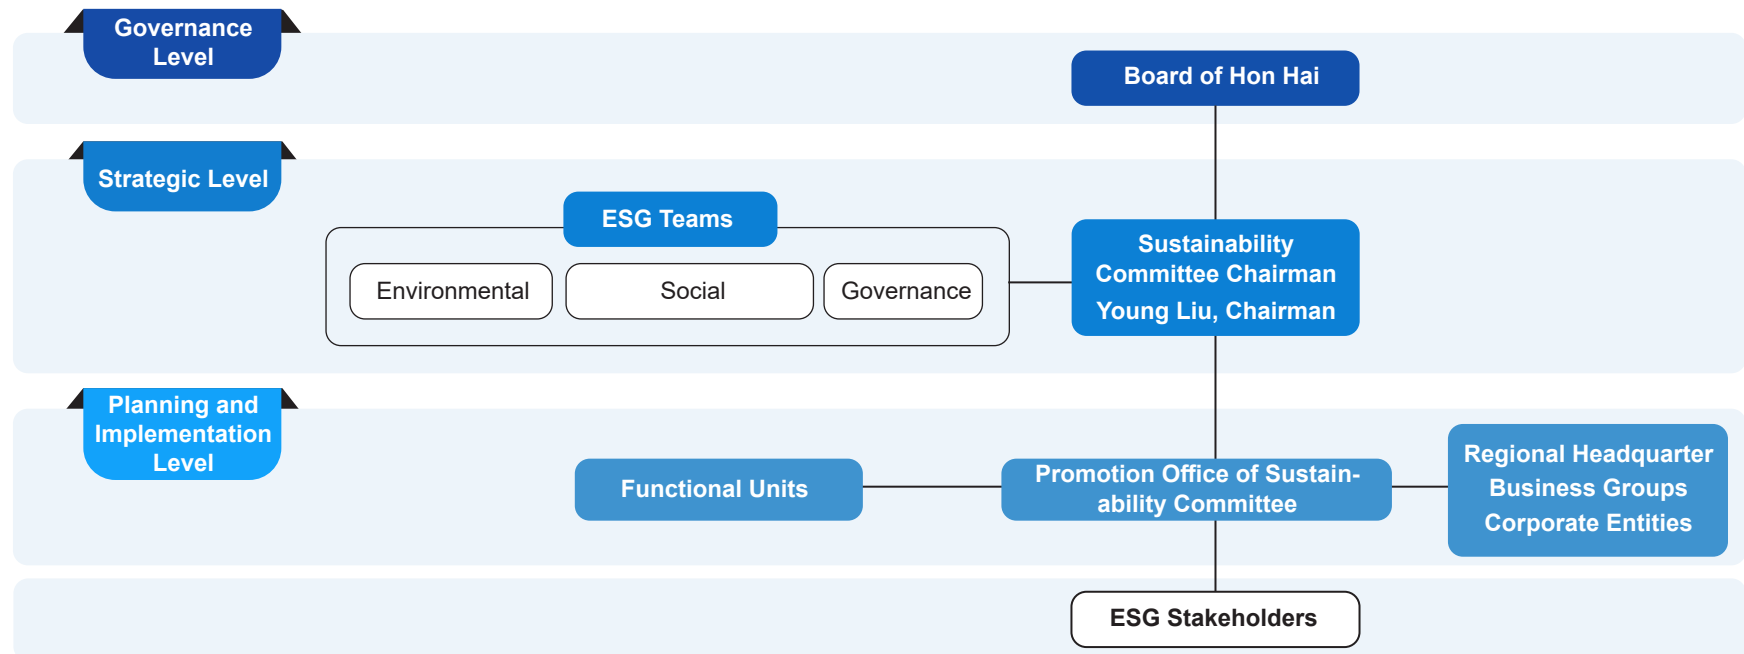 Governance
Level
Board of Hon Hai
Strategic Level
ESG Teams
Environmental
Social
Governance
Sustainability
Committee Chairman
Young Liu, Chairman
Planning and
Implementation
Level
Functional Units
Promotion Office of Sustain-
ability Committee
Regional Headquarter
Business Groups
Corporate Entities
ESG Stakeholders